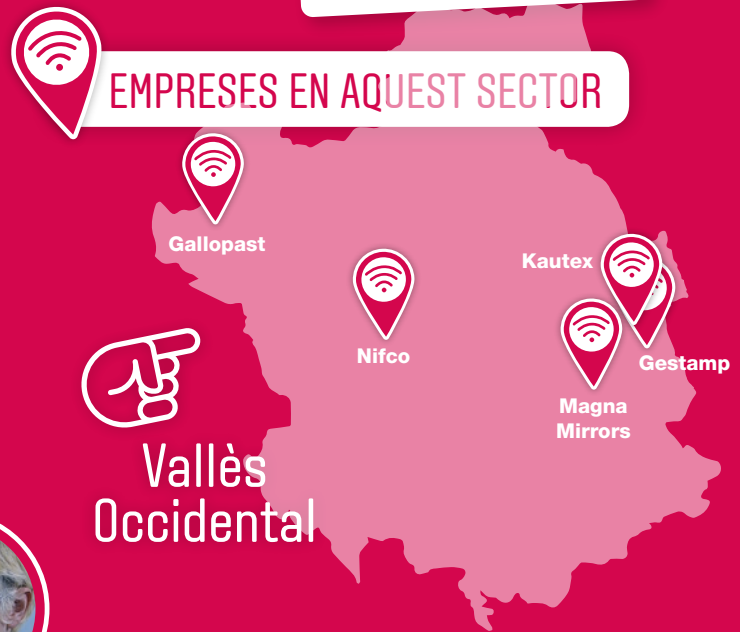 EMPRESES EN AQUEST SECTOR
Gallopast
Kautex
Nifco
Gestamp
Magna
Mirrors
Vallès
Occidental